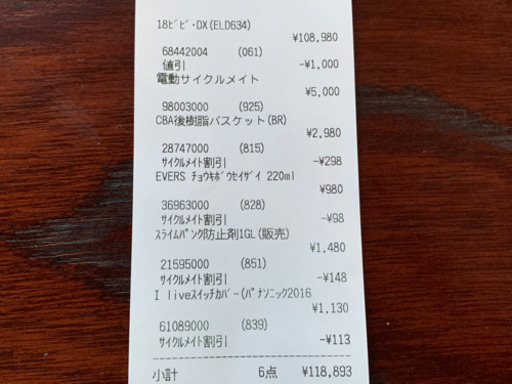 18ビビ・DX(ELD634)
¥108,980
68442004 (061)
値引 -¥1,000
電動サイクルメイト
¥5,000
98003000 (925)
CBA後樹脂バスケット(BR)
¥2,980
28747000 (815)
サイクルメイト割引 -¥298
EVERS チョウキボウセイザイ 220ml
¥980
36963000 (828)
サイクルメイト割引 -¥98
スライムパンク防止剤1GL(販売)
¥1,480
21595000 (851)
サイクルメイト割引 -¥148
I liveスイッチカバー(パナソニック2016
¥1,130
61089000 (839)
サイクルメイト割引 -¥113
小計 6点 ¥118,893